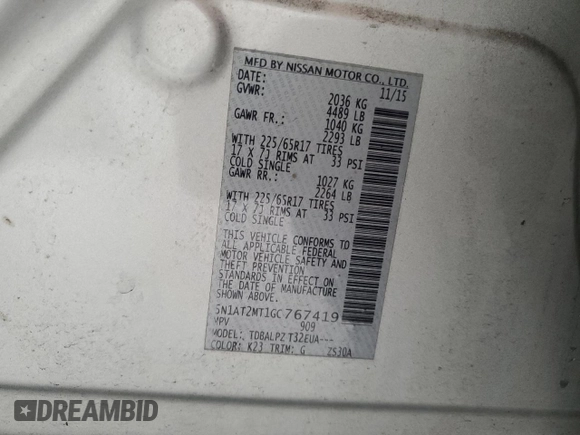 MFD BY NISSAN MOTOR CO., LTD.
DATE: 11/15
GVWR: 2036 KG
4489 LB
GAWR FR.: 1040 KG
2293 LB
WITH 225/65R17 TIRES
17 X 7J RIMS AT 33 PSI
COLD SINGLE
GAWR RR.: 1027 KG
2264 LB
WITH 225/65R17 TIRES
17 X 7J RIMS AT 33 PSI
COLD SINGLE
THIS VEHICLE CONFORMS TO
ALL APPLICABLE FEDERAL
MOTOR VEHICLE SAFETY AND
THEFT PREVENTION
STANDARDS IN EFFECT ON
THE DATE OF MANUFACTURE
SHOWN ABOVE.
5N1AT2MT1GC767419
MPV 909
MODEL: TDBALPZ T32EUA---
COLOR: K23 TRIM: G ZS30A
DREAMBID